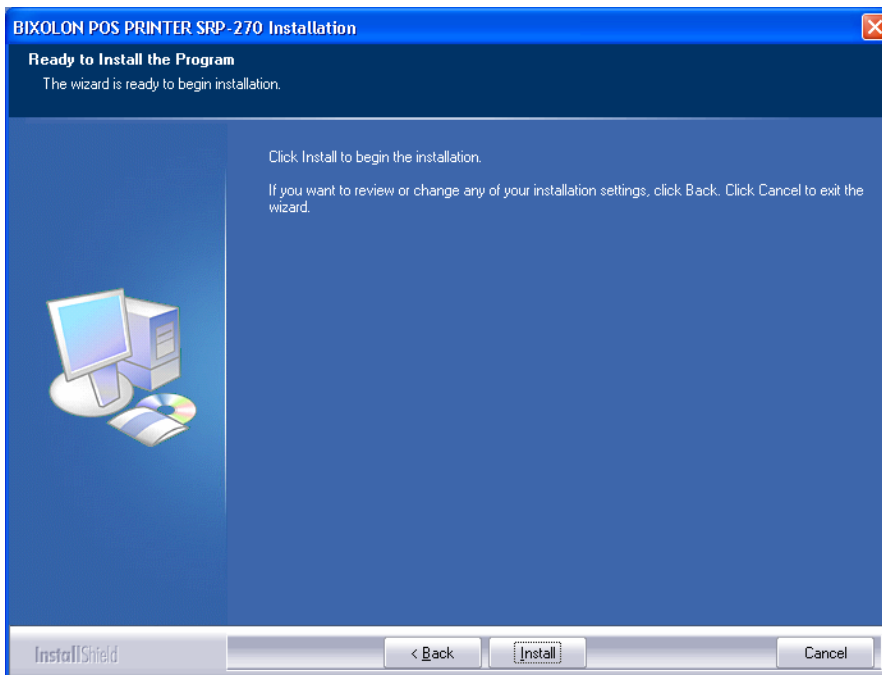 BIXOLON POS PRINTER SRP-270 Installation
Ready to Install the Program
The wizard is ready to begin installation.
Click Install to begin the installation.
If you want to review or change any of your installation settings, click Back. Click Cancel to exit the
wizard.
InstallShield
< Back
Install
Cancel